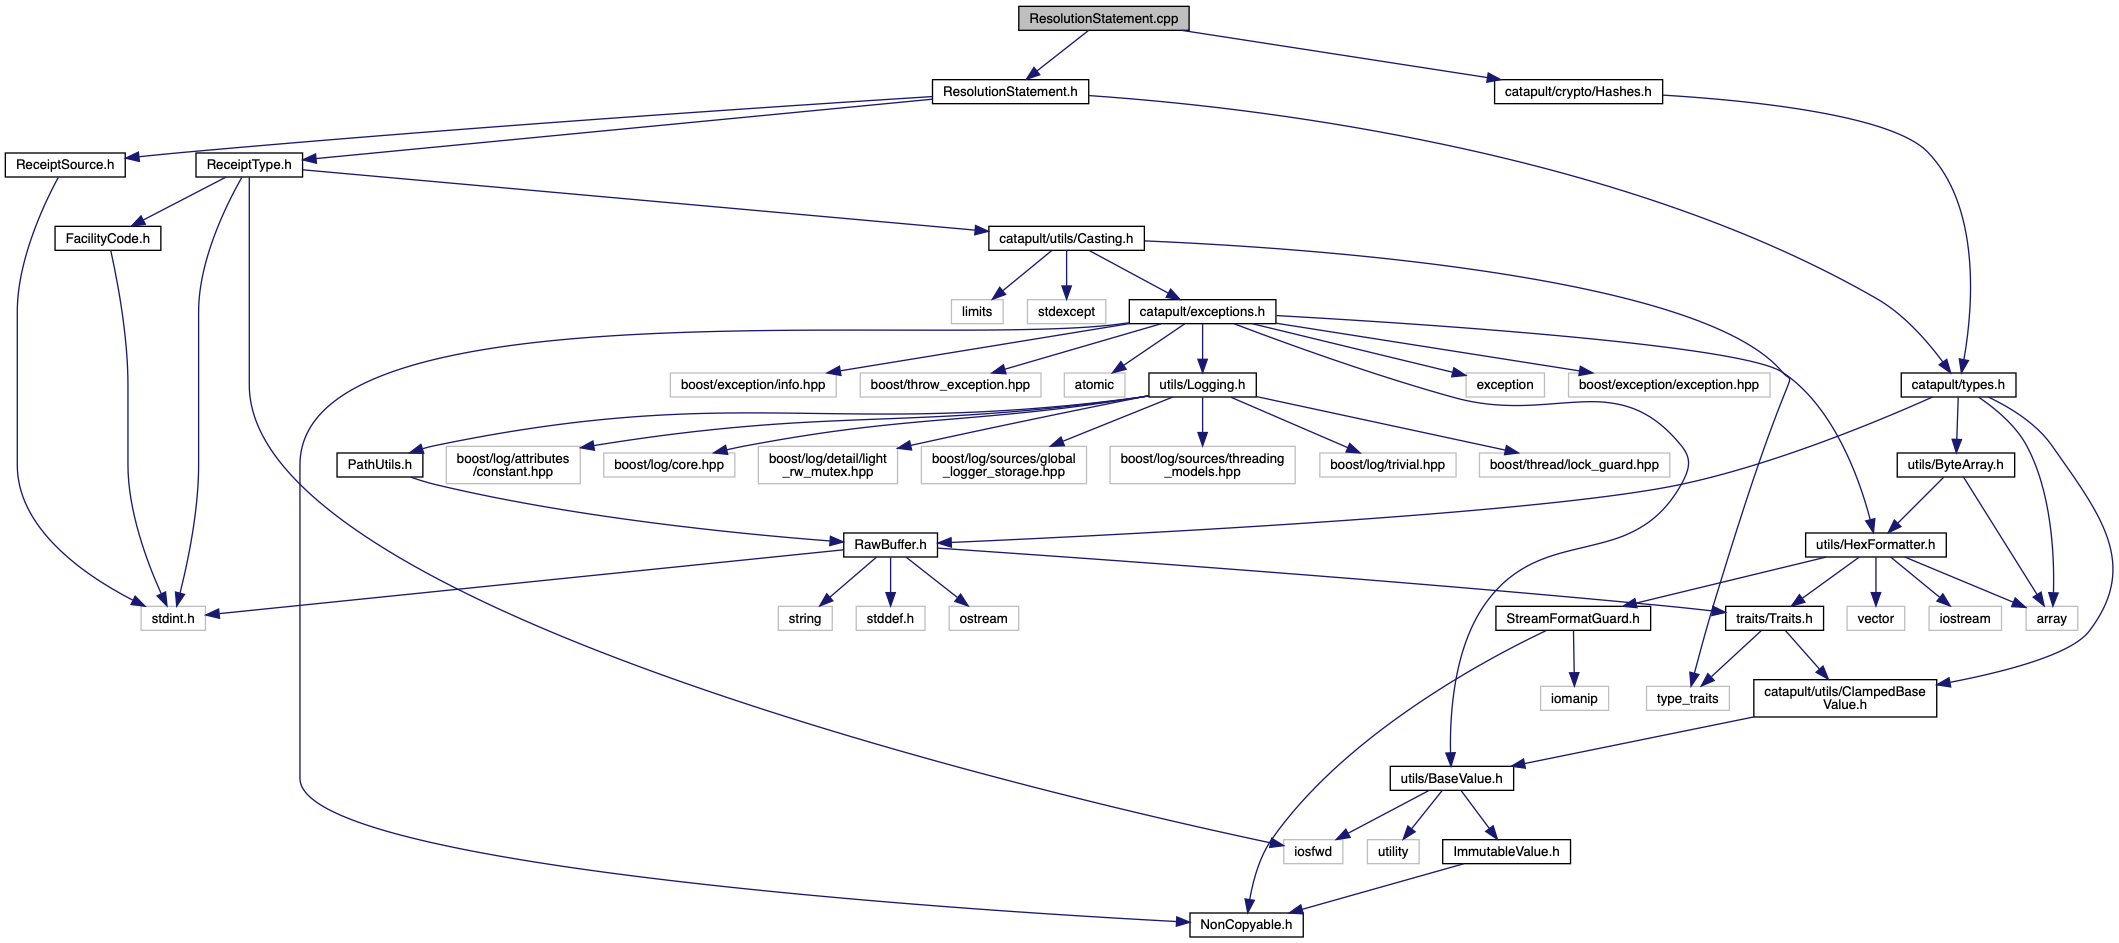 ResolutionStatement.cpp
ResolutionStatement.h
catapult/crypto/Hashes.h
ReceiptSource.h
ReceiptType.h
FacilityCode.h
catapult/utils/Casting.h
limits
stdexcept
catapult/exceptions.h
boost/exception/info.hpp
boost/throw_exception.hpp
atomic
utils/Logging.h
exception
boost/exception/exception.hpp
catapult/types.h
PathUtils.h
boost/log/attributes
/constant.hpp
boost/log/core.hpp
boost/log/detail/light
_rw_mutex.hpp
boost/log/sources/global
_logger_storage.hpp
boost/log/sources/threading
_models.hpp
boost/log/trivial.hpp
boost/thread/lock_guard.hpp
utils/ByteArray.h
RawBuffer.h
utils/HexFormatter.h
stdint.h
string
stddef.h
ostream
StreamFormatGuard.h
traits/Traits.h
vector
iostream
array
iomanip
type_traits
catapult/utils/ClampedBase
Value.h
utils/BaseValue.h
iosfwd
utility
ImmutableValue.h
NonCopyable.h